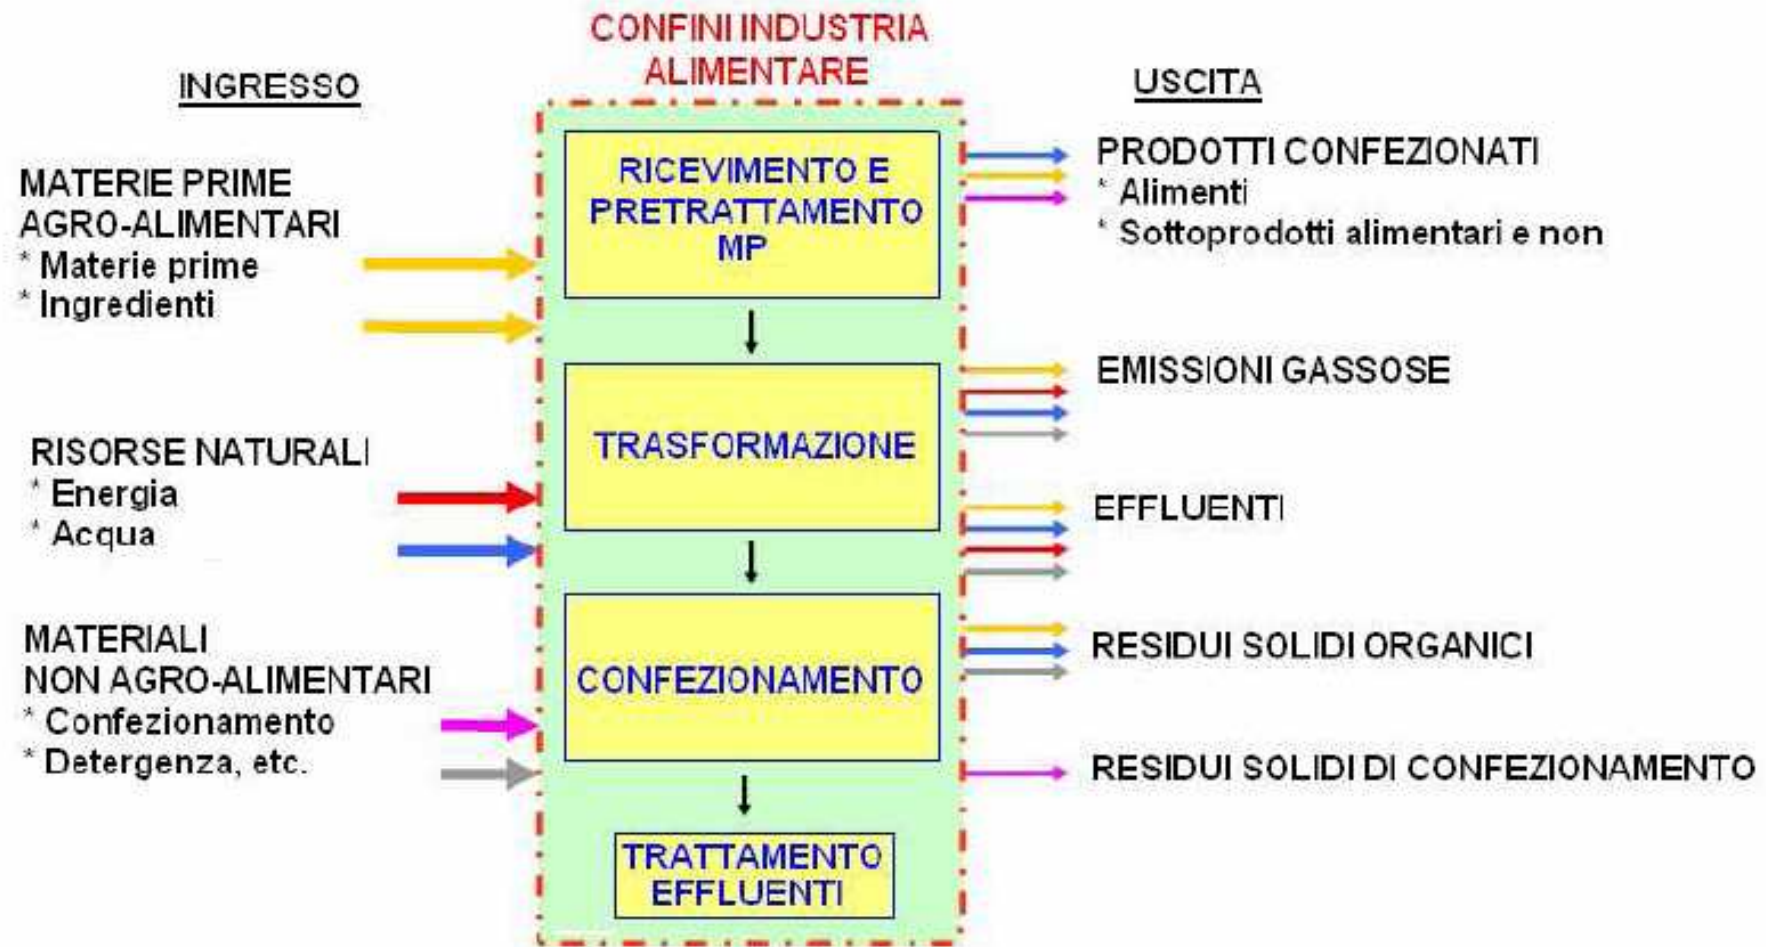 CONFINI INDUSTRIA
ALIMENTARE
INGRESSO
MATERIE PRIME
AGRO-ALIMENTARI
* Materie prime
* Ingredienti
RISORSE NATURALI
* Energia
* Acqua
MATERIALI
NON AGRO-ALIMENTARI
* Confezionamento
* Detergenza, etc.
RICEVIMENTO E
PRETRATTAMENTO
MP
TRASFORMAZIONE
CONFEZIONAMENTO
TRATTAMENTO
EFFLUENTI
USCITA
PRODOTTI CONFEZIONATI
* Alimenti
* Sottoprodotti alimentari e non
EMISSIONI GASSOSE
EFFLUENTI
RESIDUI SOLIDI ORGANICI
RESIDUI SOLIDI DI CONFEZIONAMENTO